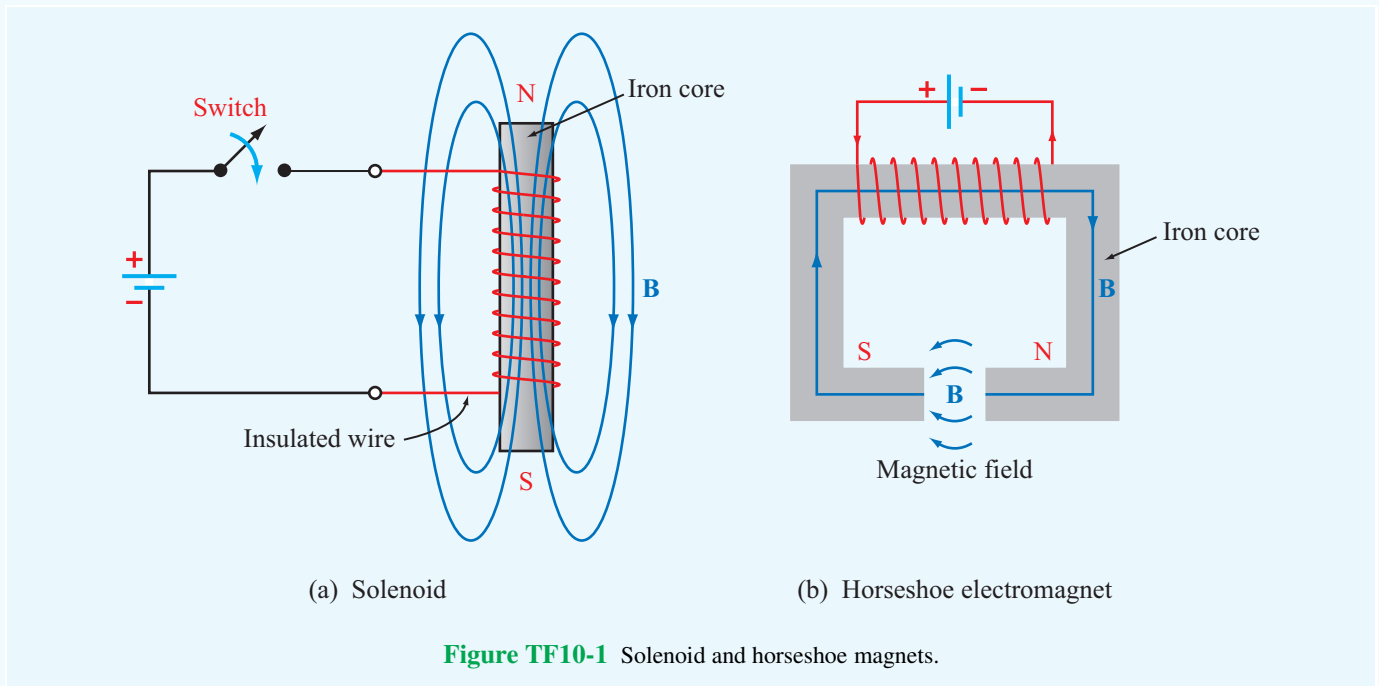 Switch
+
−
N
Iron core
B
Insulated wire
S
(a) Solenoid
+ −
Iron core
B
S
N
B
Magnetic field
(b) Horseshoe electromagnet
Figure TF10-1 Solenoid and horseshoe magnets.